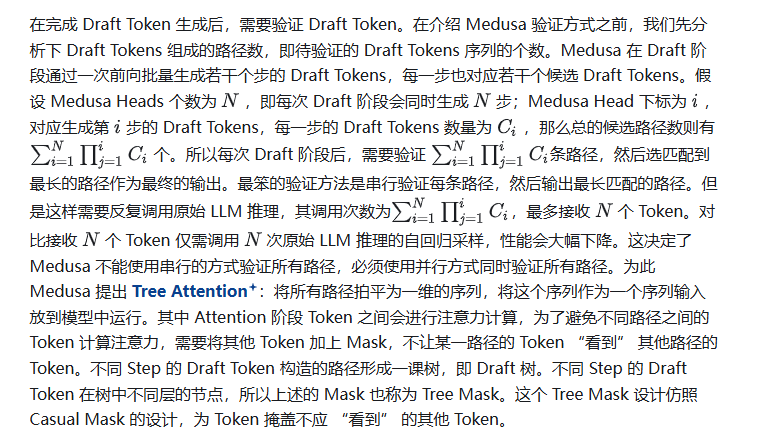 在完成 Draft Token 生成后，需要验证 Draft Token。在介绍 Medusa 验证方式之前，我们先分
析下 Draft Tokens 组成的路径数，即待验证的 Draft Tokens 序列的个数。Medusa 在 Draft 阶
段通过一次前向批量生成若干个步的 Draft Tokens，每一步也对应若干个候选 Draft Tokens。假
设 Medusa Heads 个数为 N ，即每次 Draft 阶段会同时生成 N 步；Medusa Head 下标为 i ，
对应生成第 i 步的 Draft Tokens，每一步的 Draft Tokens 数量为 C_i ，那么总的候选路径数则有
∑_{i=1}^{N} ∏_{j=1}^{i} C_i 个。所以每次 Draft 阶段后，需要验证 ∑_{i=1}^{N} ∏_{j=1}^{i} C_i 条路径，然后选匹配到
最长的路径作为最终的输出。最笨的验证方法是串行验证每条路径，然后输出最长匹配的路径。但
是这样需要反复调用原始 LLM 推理，其调用次数为∑_{i=1}^{N} ∏_{j=1}^{i} C_i ，最多接收 N 个 Token。对
比接收 N 个 Token 仅需调用 N 次原始 LLM 推理的自回归采样，性能会大幅下降。这决定了
Medusa 不能使用串行的方式验证所有路径，必须使用并行方式同时验证所有路径。为此
Medusa 提出 Tree Attention：将所有路径拍平为一维的序列，将这个序列作为一个序列输入
放到模型中运行。其中 Attention 阶段 Token 之间会进行注意力计算，为了避免不同路径之间的
Token 计算注意力，需要将其他 Token 加上 Mask，不让某一路径的 Token “看到” 其他路径的
Token。不同 Step 的 Draft Token 构造的路径形成一课树，即 Draft 树。不同 Step 的 Draft
Token 在树中不同层的节点，所以上述的 Mask 也称为 Tree Mask。这个 Tree Mask 设计仿照
Casual Mask 的设计，为 Token 掩盖不应 “看到” 的其他 Token。